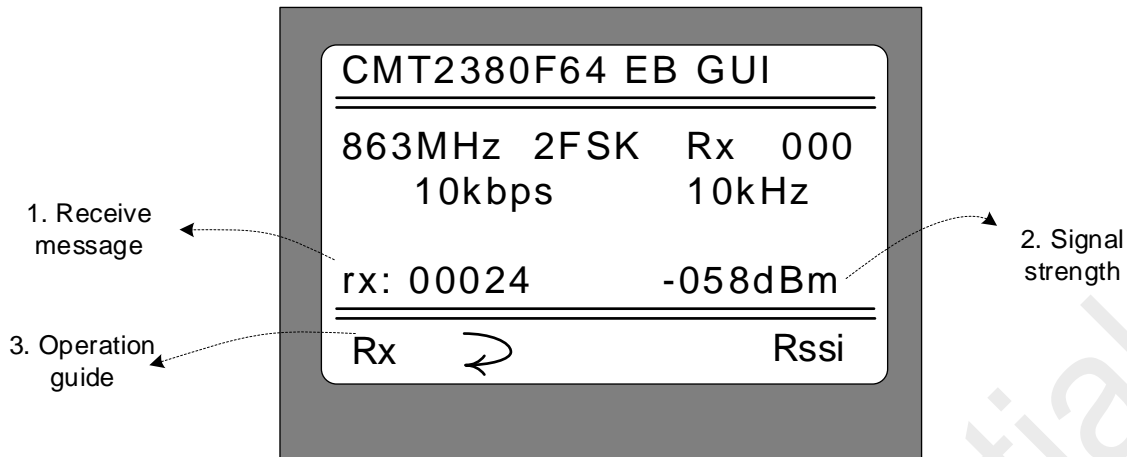 CMT2380F64 EB GUI
863MHz 2FSK Rx 000
10kbps 10kHz
1. Receive
message
2. Signal
strength
rx: 00024 -058dBm
3. Operation
guide
Rx Rssi
tial